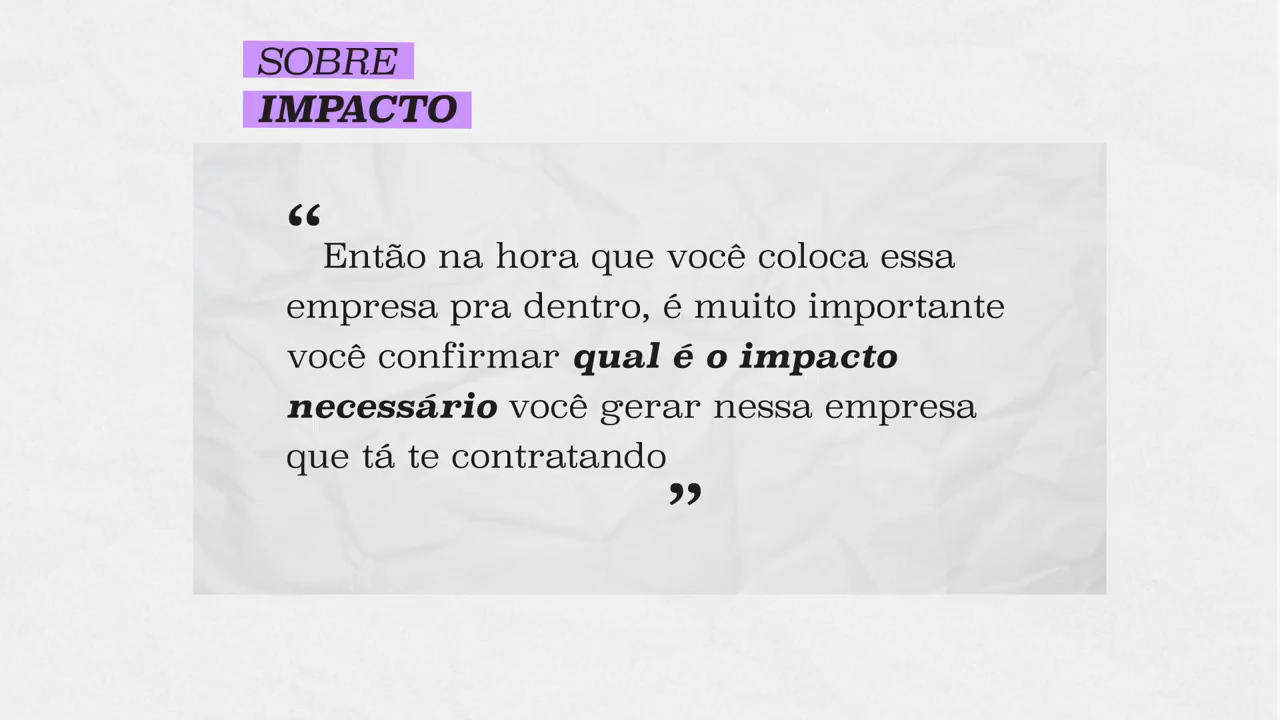 SOBRE
IMPACTO
“
Então na hora que você coloca essa
empresa pra dentro, é muito importante
você confirmar qual é o impacto
necessário você gerar nessa empresa
que tá te contratando
”